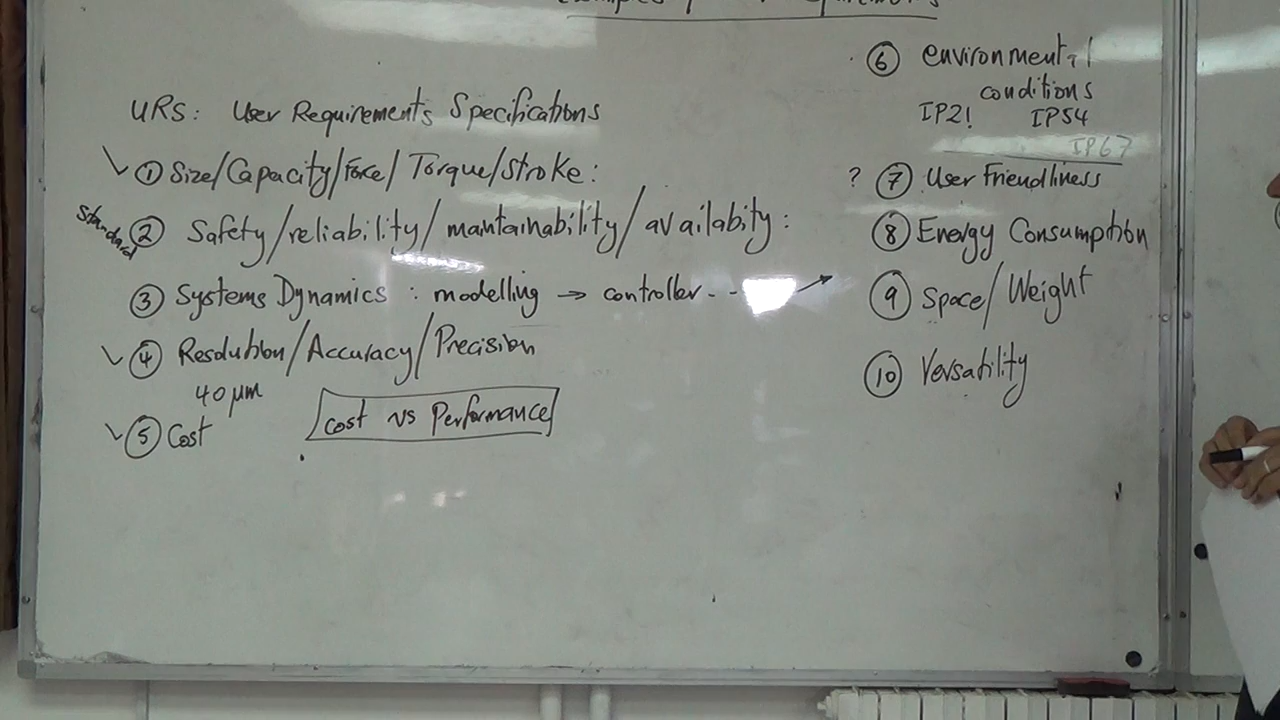 URS: User Requirements Specifications
① Size/Capacity/Force/Torque/Stroke:
Standard
② Safety/reliability/maintainability/availabity:
③ Systems Dynamics : modelling → controller
④ Resolution/Accuracy/Precision
40 μm
⑤ Cost
Cost vs Performance
⑥ environmental
conditions
IP21 IP54
IP67
? ⑦ User Friendliness
⑧ Energy Consumption
⑨ Space/Weight
⑩ Versatility